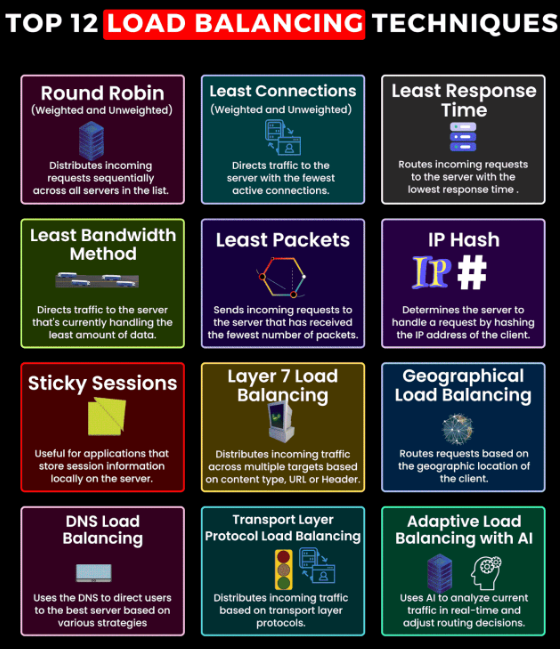 TOP 12 LOAD BALANCING TECHNIQUES
Round Robin
(Weighted and Unweighted)
Distributes incoming
requests sequentially
across all servers in the list.
Least Connections
(Weighted and Unweighted)
Directs traffic to the
server with the fewest
active connections.
Least Response
Time
Routes incoming requests
to the server with the
lowest response time .
Least Bandwidth
Method
Directs traffic to the server
that's currently handling the
least amount of data.
Least Packets
Sends incoming requests to
the server that has received
the fewest number of packets.
IP Hash
IP #
Determines the server to
handle a request by hashing
the IP address of the client.
Sticky Sessions
Useful for applications that
store session information
locally on the server.
Layer 7 Load
Balancing
Distributes incoming traffic
across multiple targets based
on content type, URL or Header.
Geographical
Load Balancing
Routes requests based on
the geographic location of
the client.
DNS Load
Balancing
Uses the DNS to direct users
to the best server based on
various strategies
Transport Layer
Protocol Load Balancing
Distributes incoming traffic
based on transport layer
protocols.
Adaptive Load
Balancing with AI
Uses AI to analyze current
traffic in real-time and
adjust routing decisions.